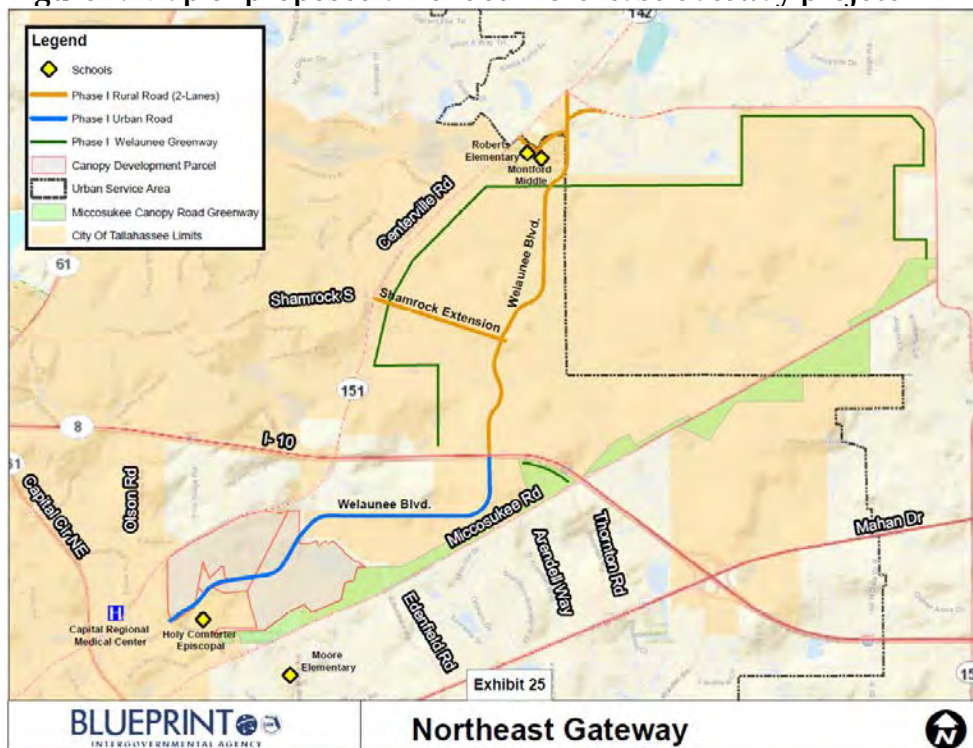 Legend
Schools
Phase I Rural Road (2-Lanes)
Phase I Urban Road
Phase I Welaunee Greenway
Canopy Development Parcel
Urban Service Area
Miccosukee Canopy Road Greenway
City Of Tallahassee Limits
142
Roberts
Elementary
Montford
Middle
Centerville Rd
61
Welaunee Blvd.
Shamrock S
Shamrock Extension
151
8
I-10
Olson Rd
Capital Cir NE
Welaunee Blvd.
Miccosukee Rd
Arendell Way
Thornton Rd
Mahan Dr
Edenfield Rd
H
Capital Regional
Medical Center
Holy Comforter
Episcopal
Moore
Elementary
Exhibit 25
BLUEPRINT
INTERGOVERNMENTAL AGENCY
Northeast Gateway
N